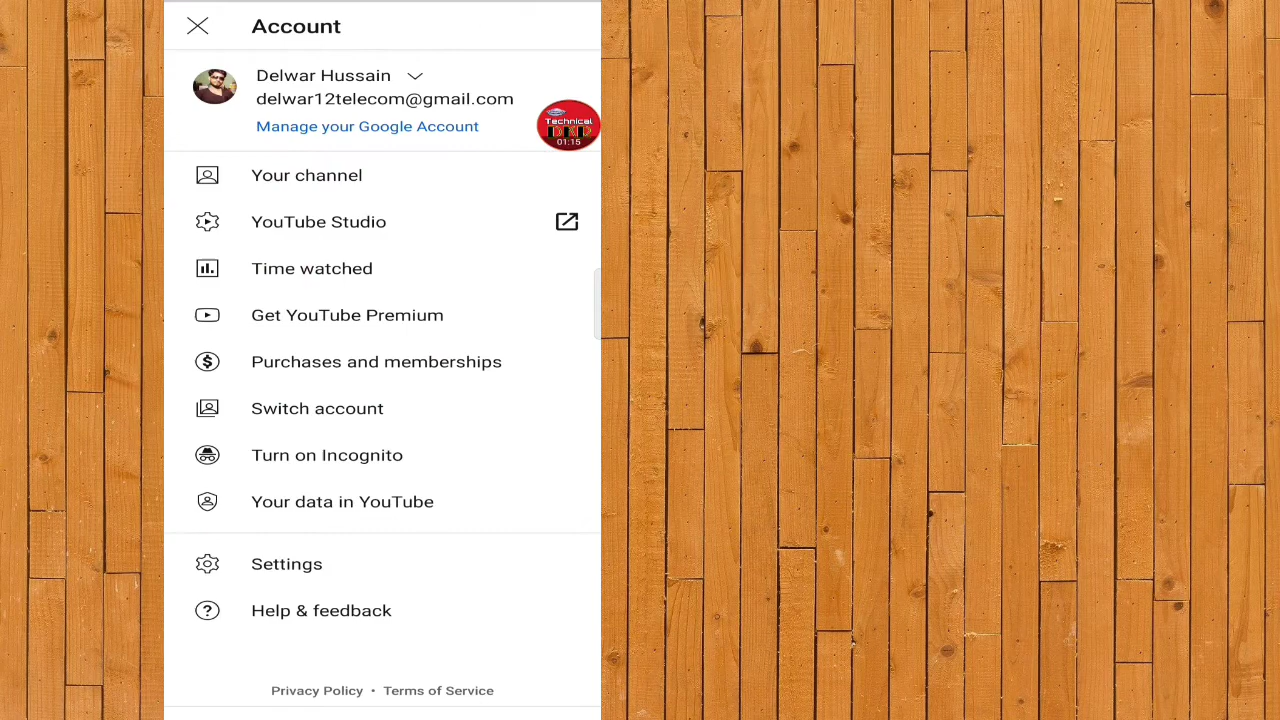 Account
Delwar Hussain
delwar12telecom@gmail.com
Manage your Google Account
Technical
DKD
01:15
Your channel
YouTube Studio
Time watched
Get YouTube Premium
Purchases and memberships
Switch account
Turn on Incognito
Your data in YouTube
Settings
Help & feedback
Privacy Policy • Terms of Service